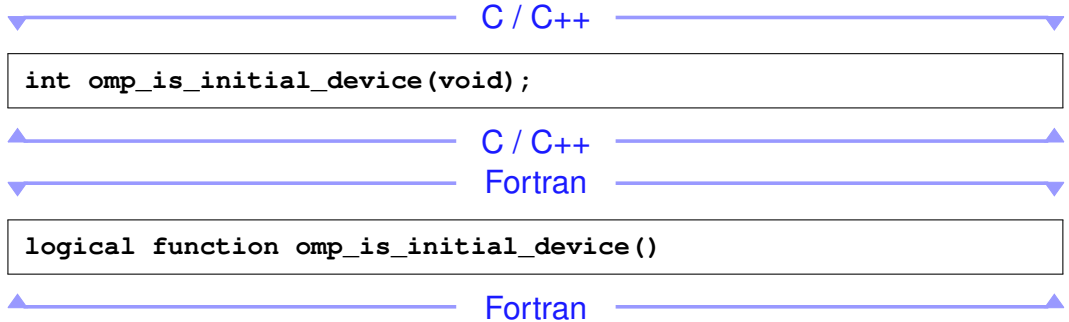 C / C++
int omp_is_initial_device(void);
C / C++
Fortran
logical function omp_is_initial_device()
Fortran